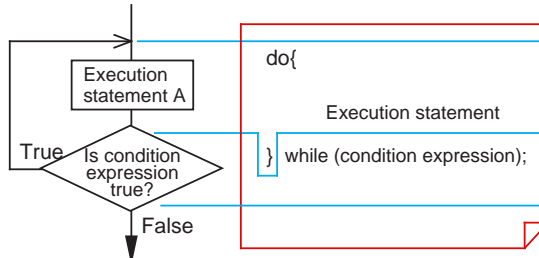 do{
Execution
statement A
Execution statement
True
Is condition
expression
true?
} while (condition expression);
False